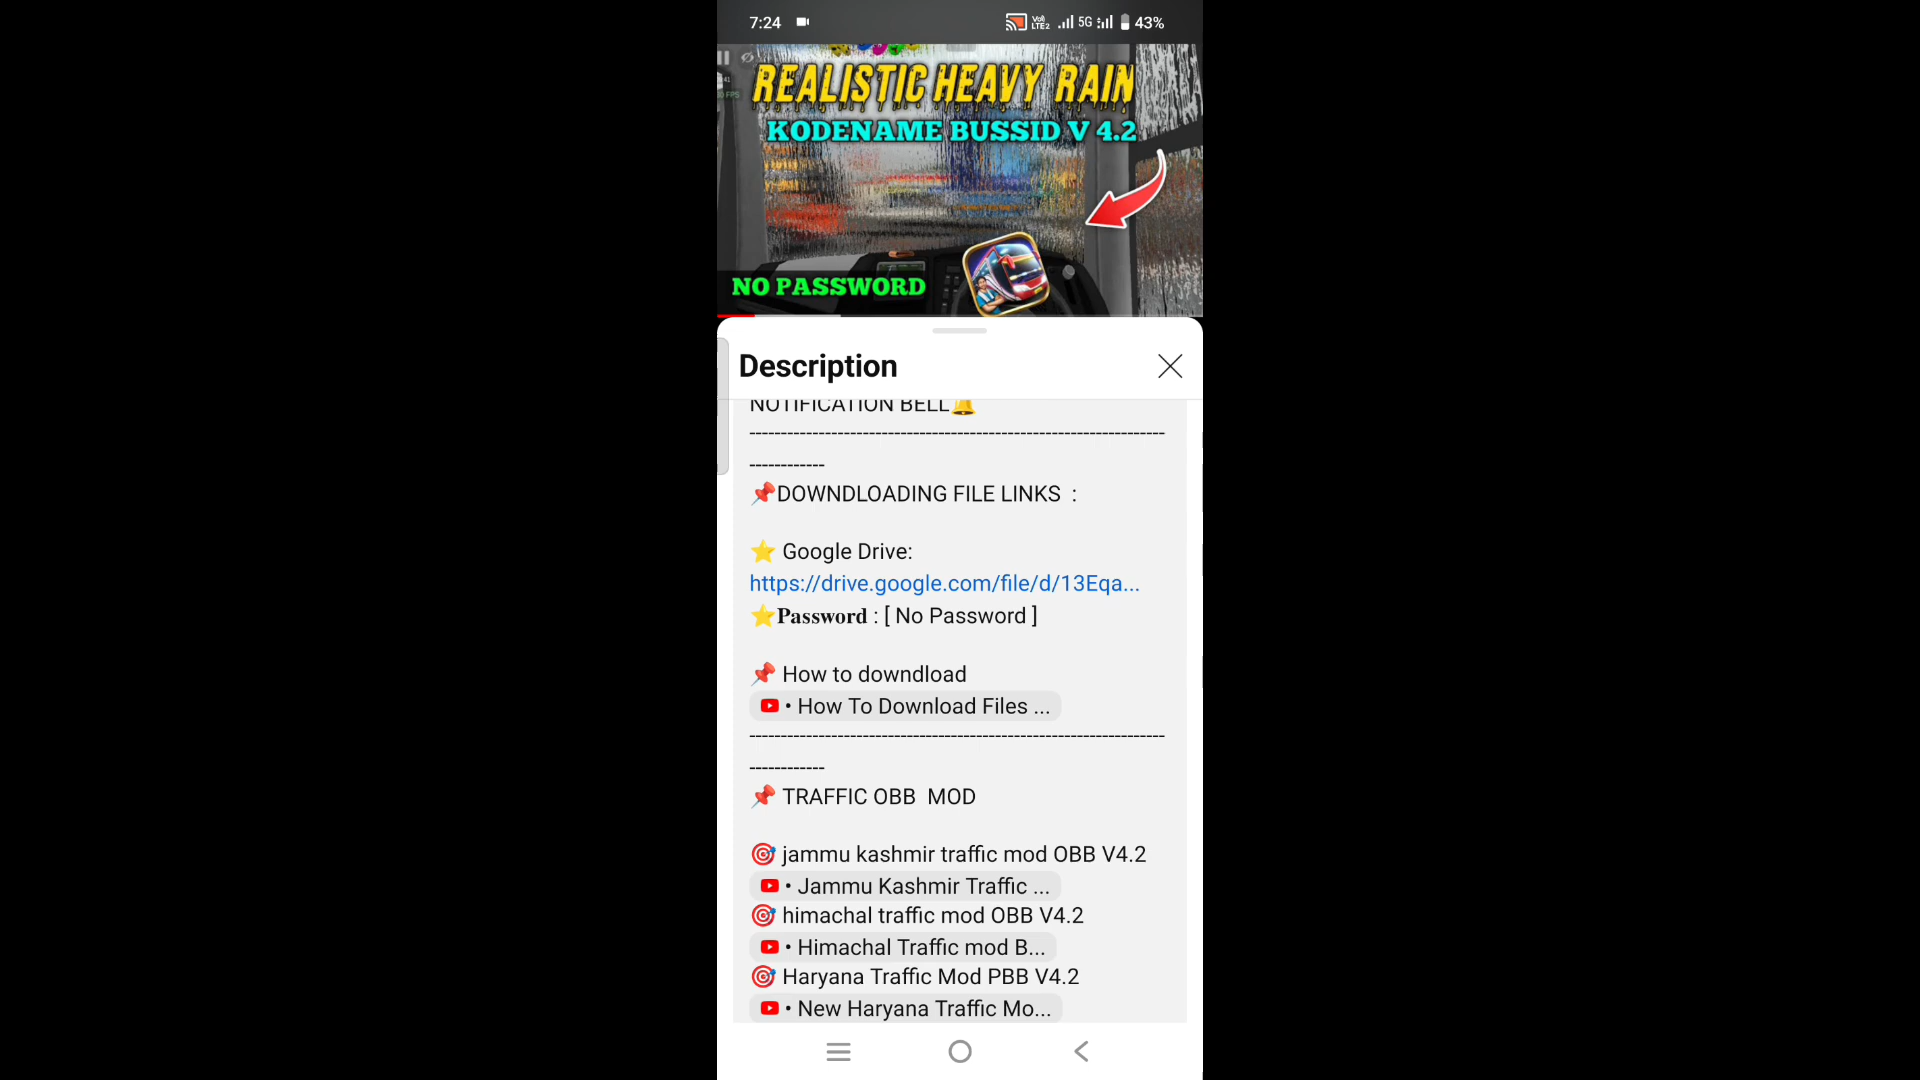 7:24
Vo)
LTE2
5G
43%
REALISTIC HEAVY RAIN
KODENAME BUSSID V 4.2
NO PASSWORD
Description
NOTIFICATION BELL🔔
------------------------------------------------------------------
------------
📌DOWNDLOADING FILE LINKS :
⭐ Google Drive:
https://drive.google.com/file/d/13Eqa...
⭐𝐏𝐚𝐬𝐬𝐰𝐨𝐫𝐝 : [ No Password ]
📌 How to downdload
• How To Download Files ...
------------------------------------------------------------------
------------
📌 TRAFFIC OBB MOD
🎯 jammu kashmir traffic mod OBB V4.2
• Jammu Kashmir Traffic ...
🎯 himachal traffic mod OBB V4.2
• Himachal Traffic mod B...
🎯 Haryana Traffic Mod PBB V4.2
• New Haryana Traffic Mo...